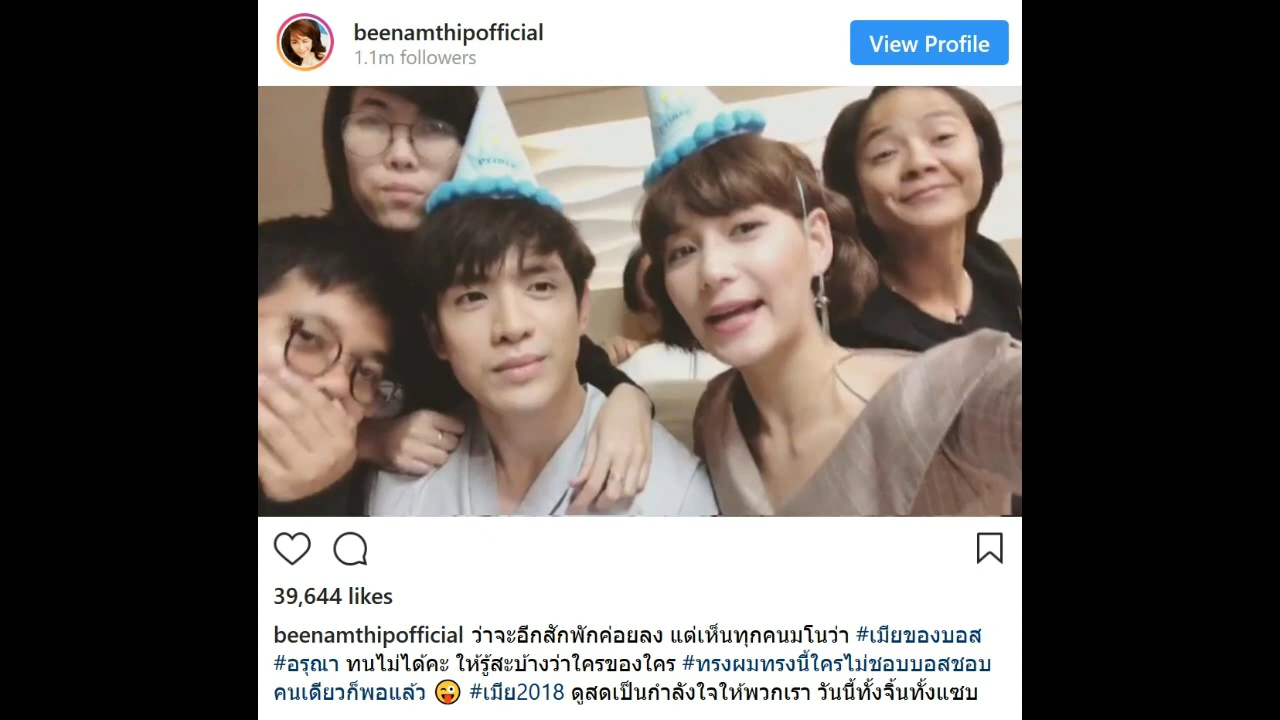 beenamthipofficial
1.1m followers
View Profile
Prince
Prince
39,644 likes
beenamthipofficial ว่าจะอีกสักพักค่อยลง แต่เห็นทุกคนมโนว่า #เมียของบอส
#อรุณา ทนไม่ได้คะ ให้รู้สะบ้างว่าใครของใคร #ทรงผมทรงนี้ใครไม่ชอบบอสชอบ
คนเดียวก็พอแล้ว 😜 #เมีย2018 ดูสดเป็นกำลังใจให้พวกเรา วันนี้ทั้งจิ้นทั้งแซบ